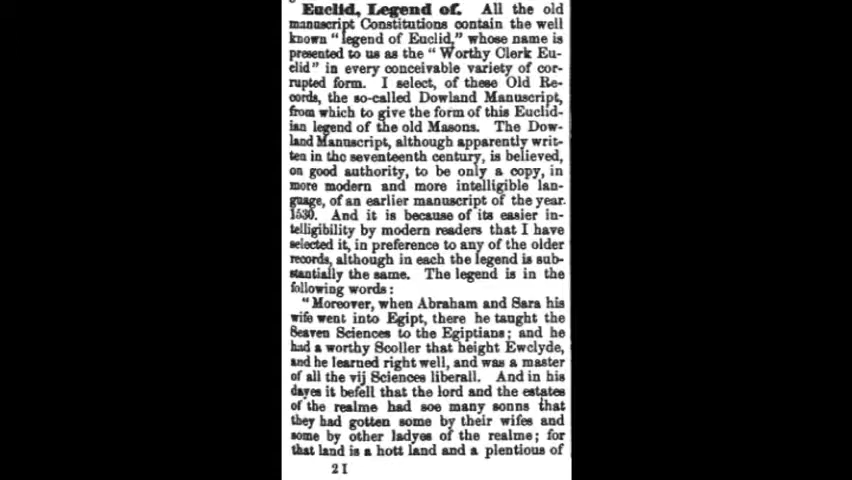 Euclid, Legend of. All the old
manuscript Constitutions contain the well
known "legend of Euclid," whose name is
presented to us as the "Worthy Clerk Eu-
clid" in every conceivable variety of cor-
rupted form. I select, of these Old Re-
cords, the so-called Dowland Manuscript,
from which to give the form of this Euclid-
ian legend of the old Masons. The Dow-
land Manuscript, although apparently writ-
ten in the seventeenth century, is believed,
on good authority, to be only a copy, in
more modern and more intelligible lan-
guage, of an earlier manuscript of the year
1530. And it is because of its easier in-
telligibility by modern readers that I have
selected it, in preference to any of the older
records, although in each the legend is sub-
stantially the same. The legend is in the
following words:
"Moreover, when Abraham and Sara his
wife went into Egipt, there he taught the
Seaven Sciences to the Egiptians; and he
had a worthy Scoller that height Ewclyde,
and he learned right well, and was a master
of all the vij Sciences liberall. And in his
dayes it befell that the lord and the estates
of the realme had soe many sonns that
they had gotten some by their wifes and
some by other ladyes of the realme; for
that land is a hott land and a plentious of
2I